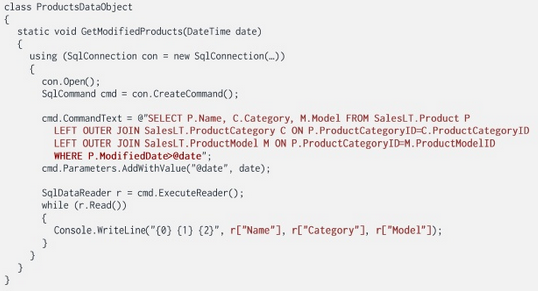 class ProductsDataObject
{
static void GetModifiedProducts(DateTime date)
{
using (SqlConnection con = new SqlConnection(…))
{
con.Open();
SqlCommand cmd = con.CreateCommand();
cmd.CommandText = @"SELECT P.Name, C.Category, M.Model FROM SalesLT.Product P
LEFT OUTER JOIN SalesLT.ProductCategory C ON P.ProductCategoryID=C.ProductCategoryID
LEFT OUTER JOIN SalesLT.ProductModel M ON P.ProductCategoryID=M.ProductModelID
WHERE P.ModifiedDate>@date";
cmd.Parameters.AddWithValue("@date", date);
SqlDataReader r = cmd.ExecuteReader();
while (r.Read())
{
Console.WriteLine("{0} {1} {2}", r["Name"], r["Category"], r["Model"]);
}
}
}
}